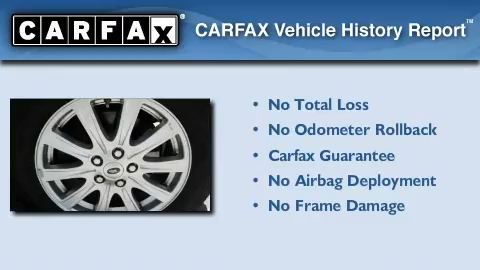 CARFAX® CARFAX Vehicle History Report™
• No Total Loss
• No Odometer Rollback
• Carfax Guarantee
• No Airbag Deployment
• No Frame Damage